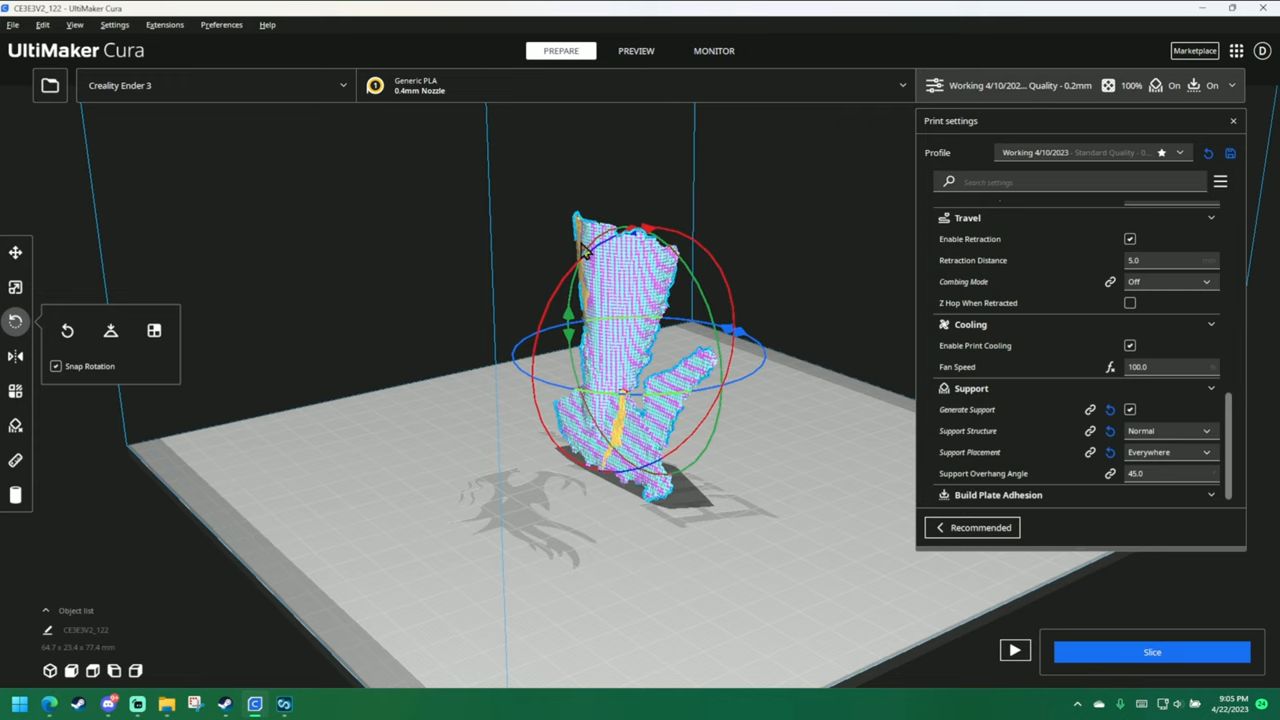 CE3E3V2_122 - UltiMaker Cura
File Edit View Settings Extensions Preferences Help
UltiMaker Cura
PREPARE PREVIEW MONITOR
Marketplace
D
Creality Ender 3
1
Generic PLA
0.4mm Nozzle
Working 4/10/202... Quality - 0.2mm 100% On On
Print settings
Profile Working 4/10/2023 - Standard Quality - 0...
Search settings
Travel
Enable Retraction
Retraction Distance 5.0
Combing Mode Off
Z Hop When Retracted
Cooling
Enable Print Cooling
Fan Speed 100.0 %
Support
Generate Support
Support Structure Normal
Support Placement Everywhere
Support Overhang Angle 45.0
Build Plate Adhesion
Recommended
Snap Rotation
Object list
CE3E3V2_122
64.7 x 23.4 x 77.4 mm
Slice
9:05 PM
4/22/2023
24